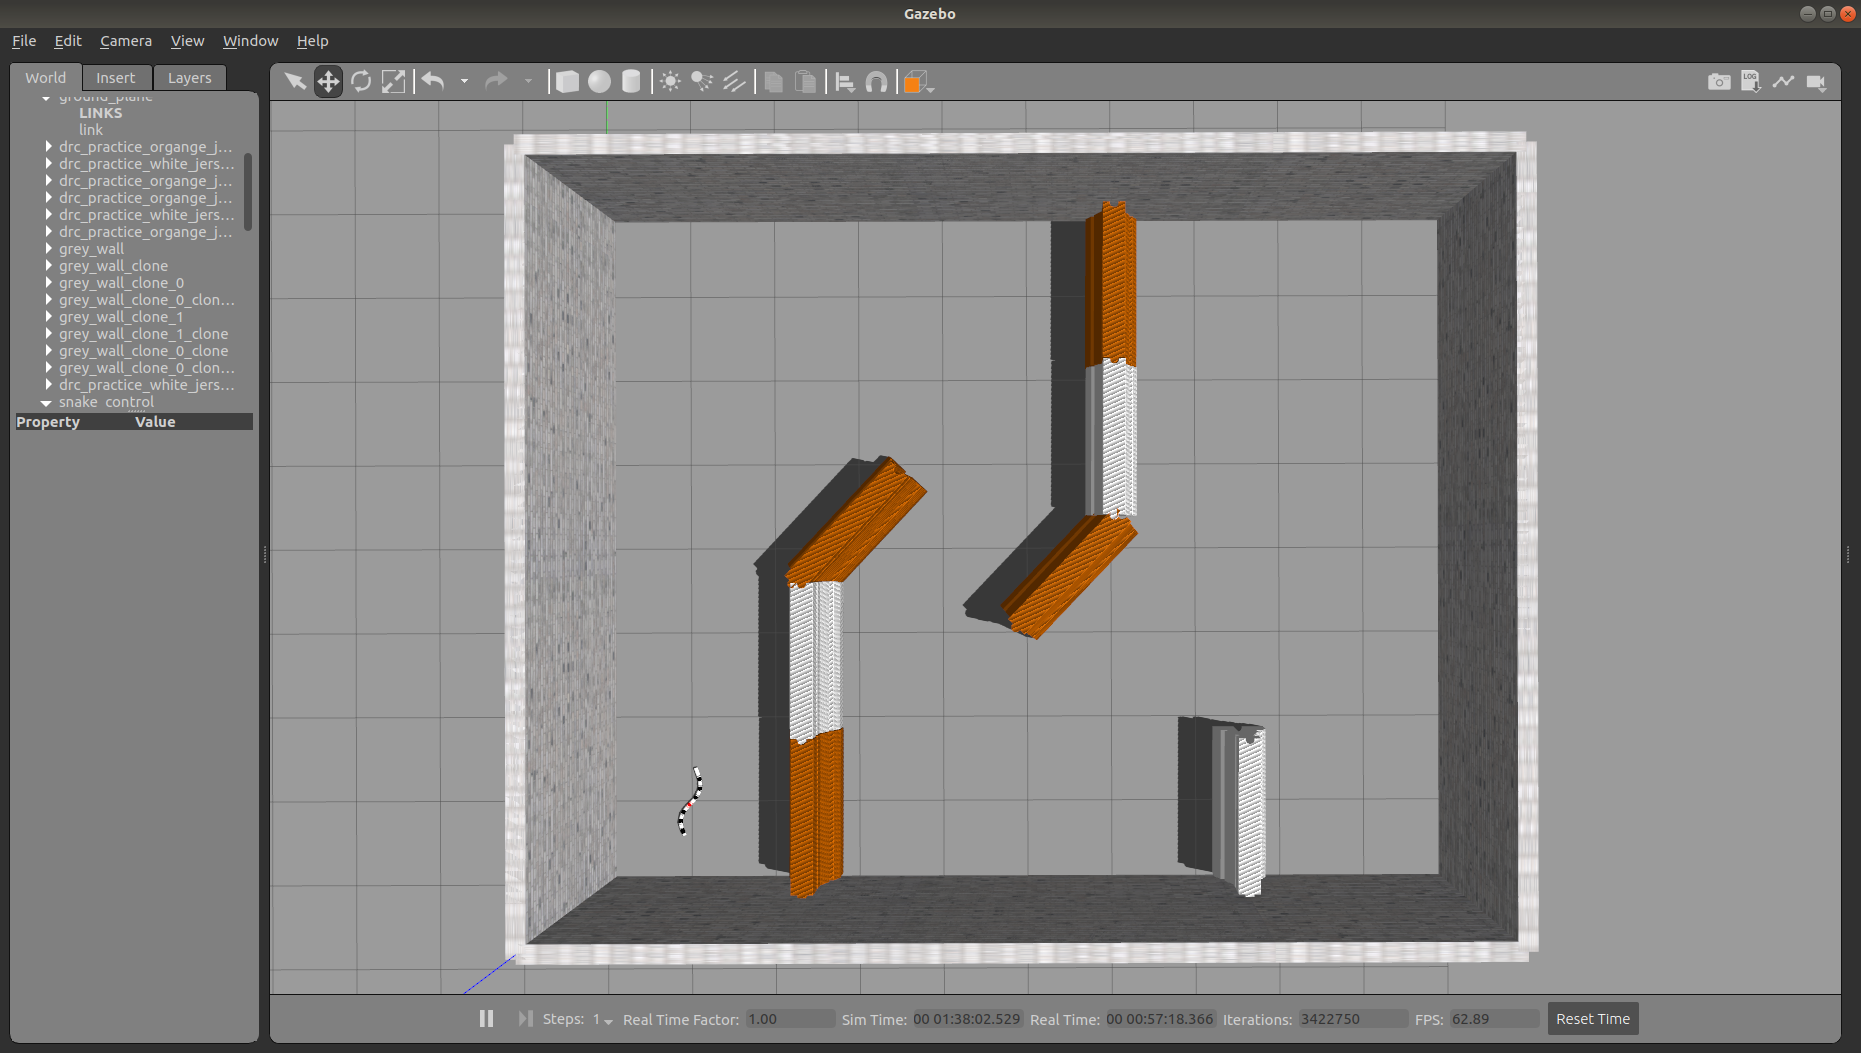 Gazebo
File Edit Camera View Window Help
World Insert Layers
ground_plane
LINKS
link
drc_practice_organge_j...
drc_practice_white_jers...
drc_practice_organge_j...
drc_practice_organge_j...
drc_practice_white_jers...
drc_practice_organge_j...
grey_wall
grey_wall_clone
grey_wall_clone_0
grey_wall_clone_0_clon...
grey_wall_clone_1
grey_wall_clone_1_clone
grey_wall_clone_0_clone
grey_wall_clone_0_clon...
drc_practice_white_jers...
snake_control
Property Value
LOG
Steps: 1 Real Time Factor: 1.00 Sim Time: 00 01:38:02.529 Real Time: 00 00:57:18.366 Iterations: 3422750 FPS: 62.89 Reset Time